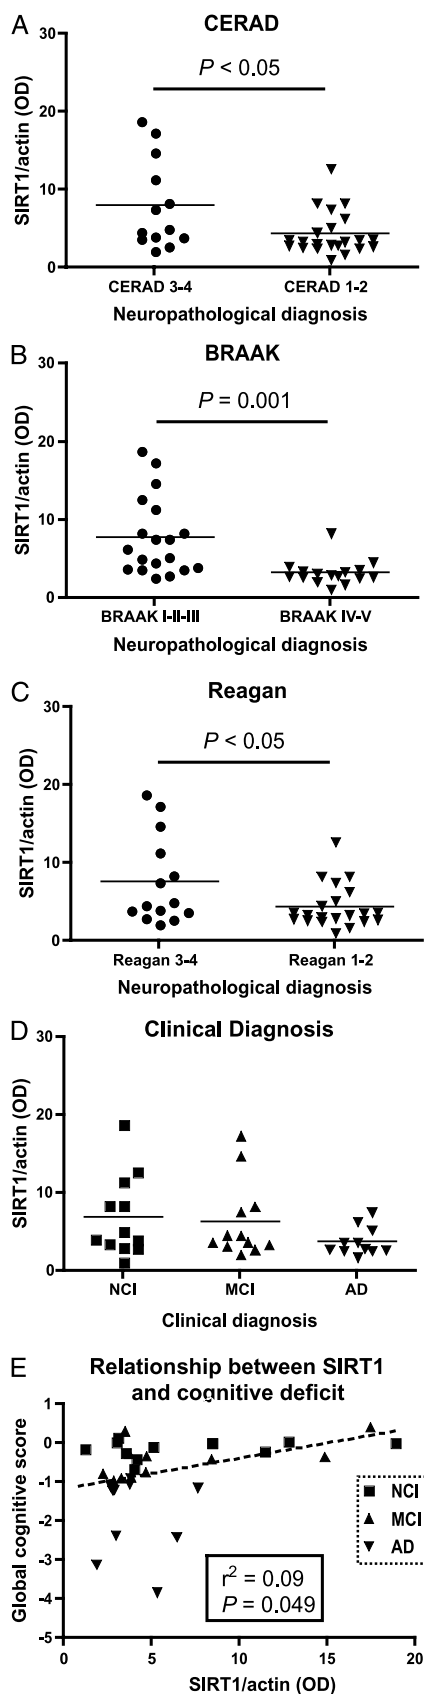 A
CERAD
P < 0.05
30
20
10
0
SIRT1/actin (OD)
CERAD 3-4
CERAD 1-2
Neuropathological diagnosis
B
BRAAK
P = 0.001
30
20
10
0
SIRT1/actin (OD)
BRAAK I-II-III
BRAAK IV-V
Neuropathological diagnosis
C
Reagan
P < 0.05
30
20
10
0
SIRT1/actin (OD)
Reagan 3-4
Reagan 1-2
Neuropathological diagnosis
D
Clinical Diagnosis
30
20
10
0
SIRT1/actin (OD)
NCI
MCI
AD
Clinical diagnosis
E
Relationship between SIRT1
and cognitive deficit
1
0
-1
-2
-3
-4
-5
Global cognitive score
NCI
MCI
AD
r² = 0.09
P = 0.049
0
5
10
15
20
SIRT1/actin (OD)